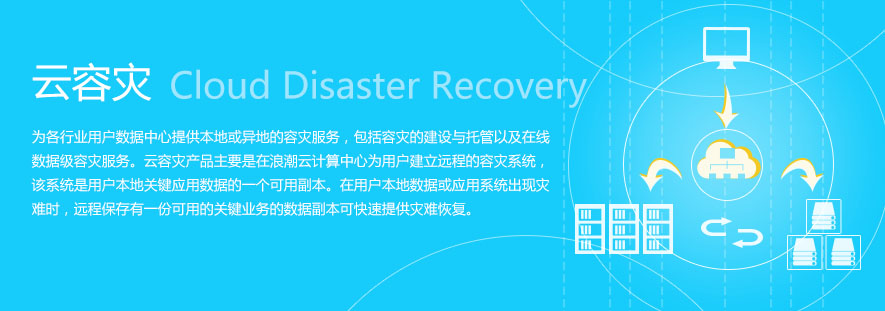 云容灾 Cloud Disaster Recovery
为各行业用户数据中心提供本地或异地的容灾服务，包括容灾的建设与托管以及在线
数据级容灾服务。云容灾产品主要是在浪潮云计算中心为用户建立远程的容灾系统，
该系统是用户本地关键应用数据的一个可用副本。在用户本地数据或应用系统出现灾
难时，远程保存有一份可用的关键业务的数据副本可快速提供灾难恢复。